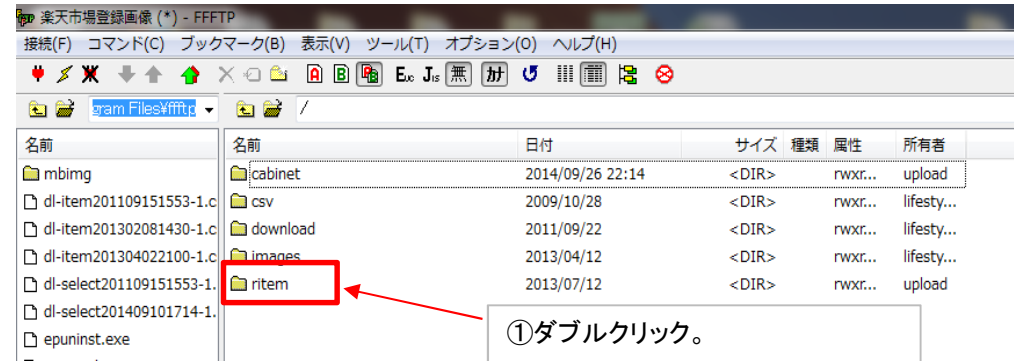 楽天市場登録画像 (*) - FFFTP
接続(F) コマンド(C) ブックマーク(B) 表示(V) ツール(T) オプション(O) ヘルプ(H)
A B Euc Jis 無 ｶﾅ
gram Files¥ffftp /
名前
mbimg
dl-item201109151553-1.c
dl-item201302081430-1.c
dl-item201304022100-1.c
dl-select201109151553-1.
dl-select201409101714-1.
epuninst.exe
名前 日付 サイズ 種類 属性 所有者
cabinet 2014/09/26 22:14 <DIR> rwxr... upload
csv 2009/10/28 <DIR> rwxr... lifesty...
download 2011/09/22 <DIR> rwxr... lifesty...
images 2013/04/12 <DIR> rwxr... lifesty...
ritem 2013/07/12 <DIR> rwxr... upload
①ダブルクリック。